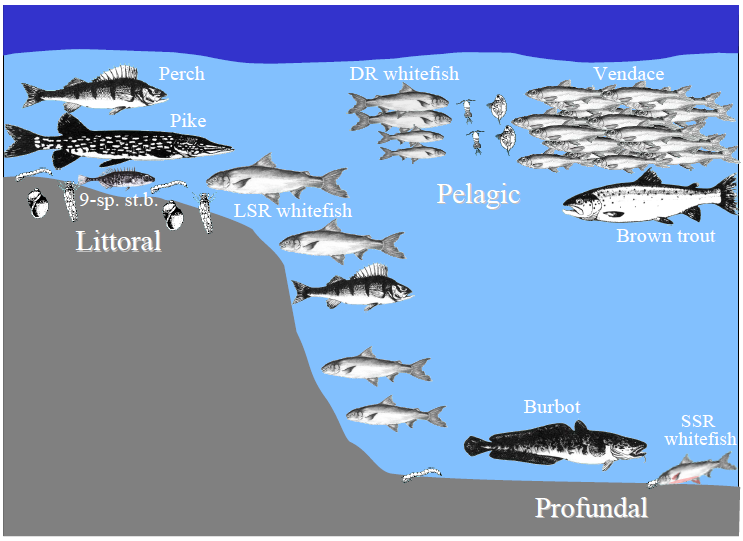 Perch
DR whitefish
Vendace
Pike
9-sp. st.b.
LSR whitefish
Pelagic
Littoral
Brown trout
Burbot
SSR
whitefish
Profundal